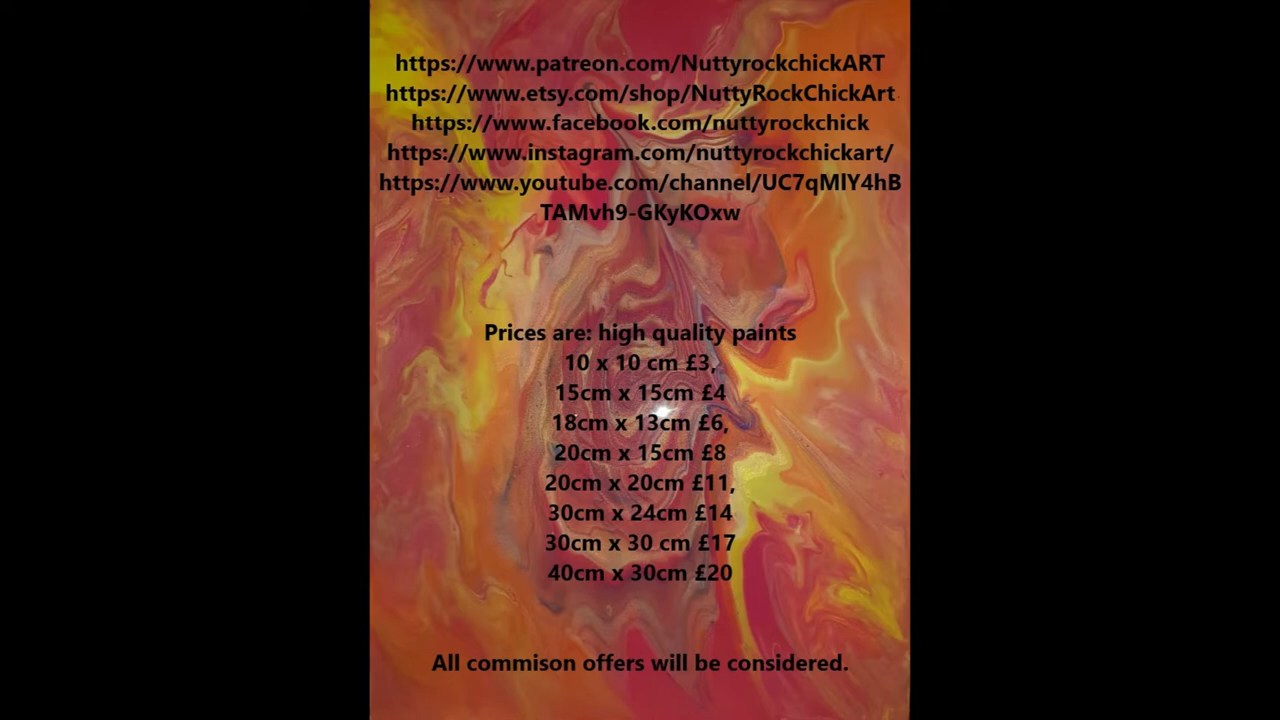 https://www.patreon.com/NuttyrockchickART
https://www.etsy.com/shop/NuttyRockChickArt
https://www.facebook.com/nuttyrockchick
https://www.instagram.com/nuttyrockchickart/
https://www.youtube.com/channel/UC7qMlY4hB
TAMvh9-GKyKOxw
Prices are: high quality paints
10 x 10 cm £3,
15cm x 15cm £4
18cm x 13cm £6,
20cm x 15cm £8
20cm x 20cm £11,
30cm x 24cm £14
30cm x 30 cm £17
40cm x 30cm £20
All commison offers will be considered.